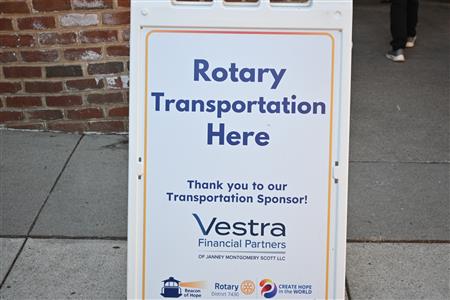 Rotary
Transportation
Here
Thank you to our
Transportation Sponsor!
Vestra
Financial Partners
OF JANNEY MONTGOMERY SCOTT LLC
Beacon
of Hope
Rotary
District 7430
CREATE HOPE
IN THE WORLD